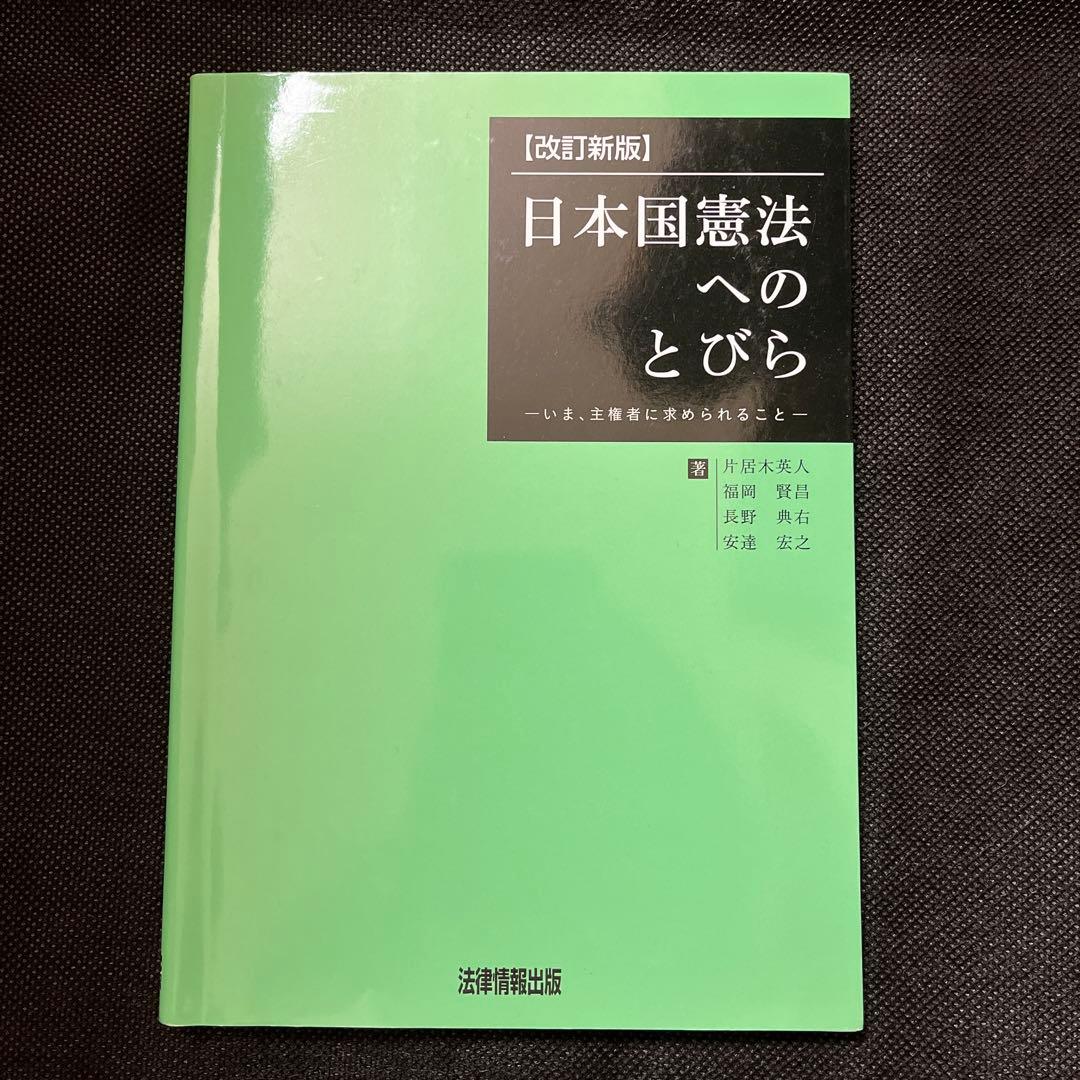 【改訂新版】
日本国憲法
への
とびら
―いま、主権者に求められること―
著
片居木英人
福岡　賢昌
長野　典右
安達　宏之
法律情報出版